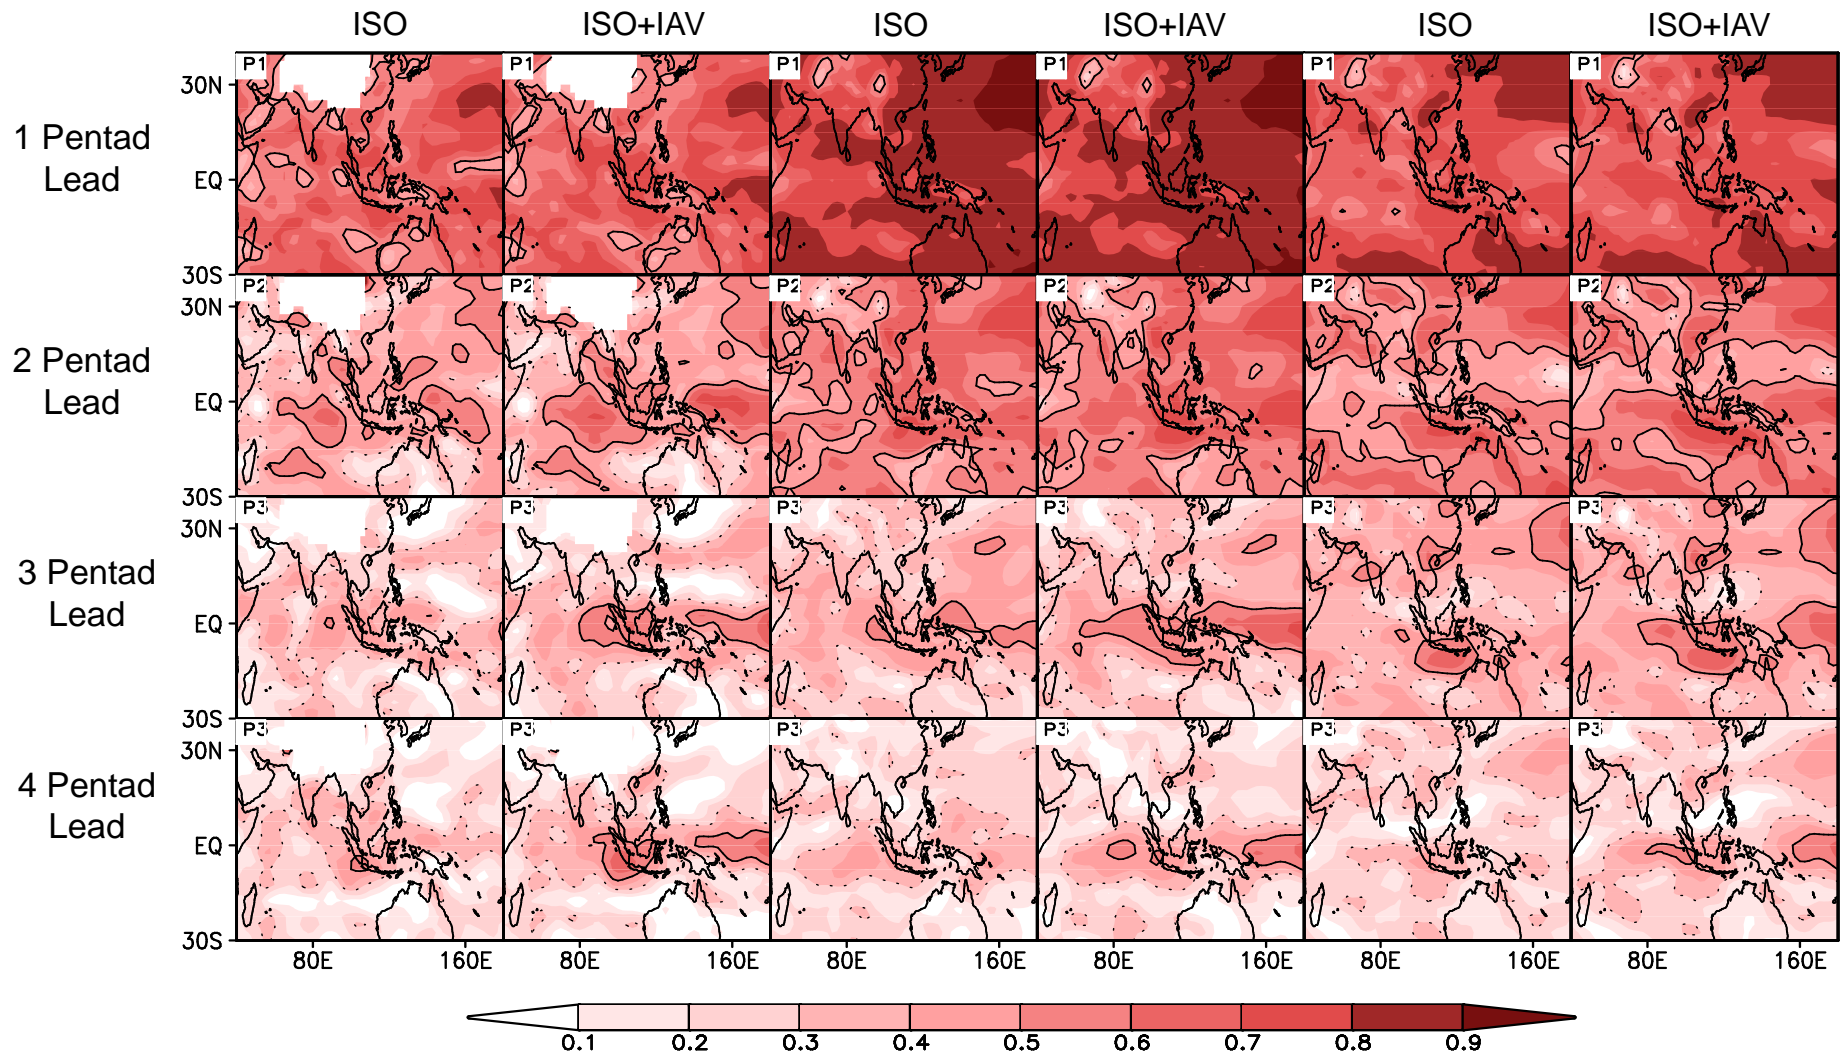 ISO ISO+IAV ISO ISO+IAV ISO ISO+IAV
1 Pentad
Lead
P1 P1 P1 P1 P1 P1
30N
EQ
30S
2 Pentad
Lead
P2 P2 P2 P2 P2 P2
30N
EQ
30S
3 Pentad
Lead
P3 P3 P3 P3 P3 P3
30N
EQ
30S
4 Pentad
Lead
P3 P3 P3 P3 P3 P3
30N
EQ
30S
80E 160E 80E 160E 80E 160E 80E 160E 80E 160E 80E 160E
0.1 0.2 0.3 0.4 0.5 0.6 0.7 0.8 0.9